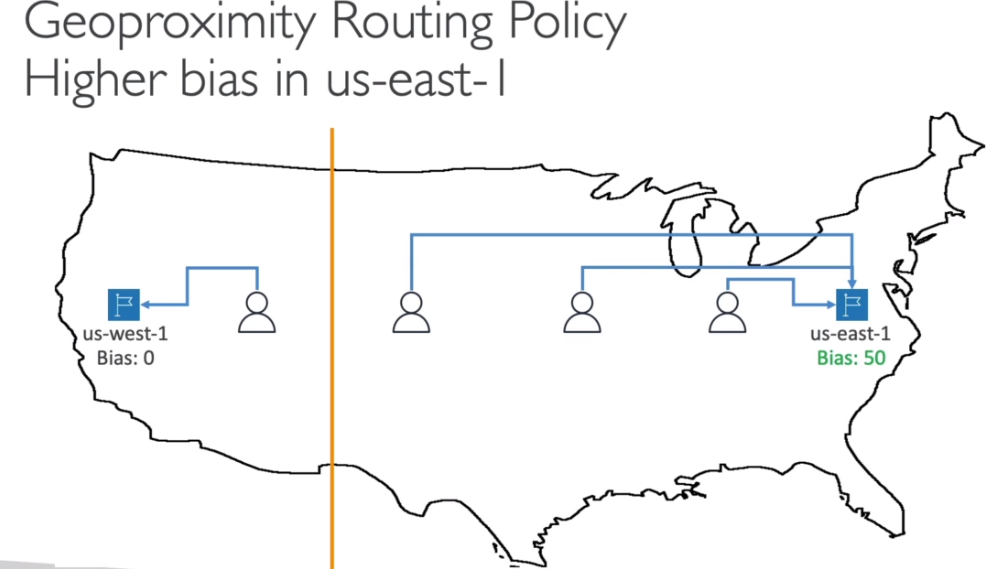 Geoproximity Routing Policy
Higher bias in us-east-1
us-west-1
Bias: 0
us-east-1
Bias: 50